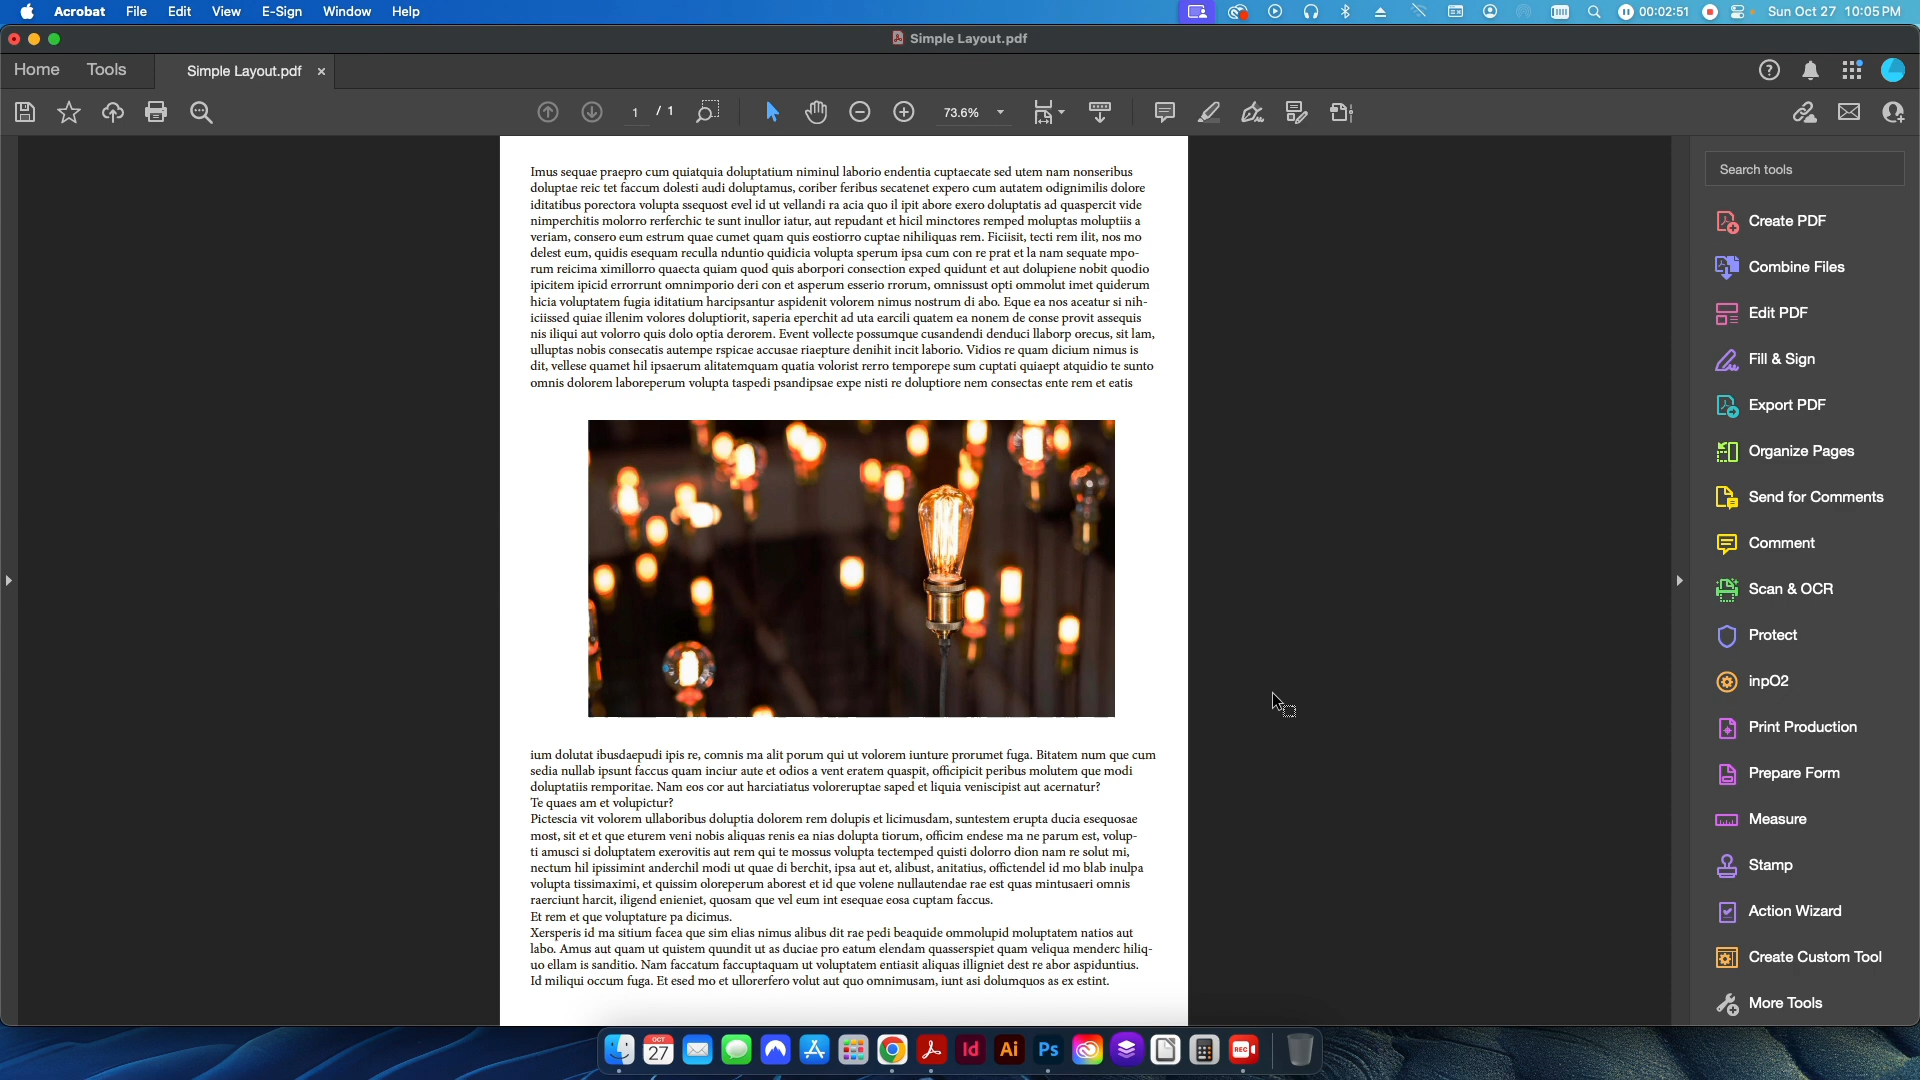 Acrobat File Edit View E-Sign Window Help 00:02:51 Sun Oct 27 10:05 PM
Simple Layout.pdf
Home Tools Simple Layout.pdf
1 / 1 73.6%
Imus sequae praepro cum quiatquia doluptatium niminul laborio endentia cuptaecate sed utem nam nonseribus
doluptae reic tet faccum dolesti audi doluptamus, coriber feribus secatenet expero cum autatem odignimilis dolore
iditatibus porectora volupta ssequost evel id ut vellandi ra acia quo il ipit abore exero doluptatis ad quaspercit vide
nimperchitis molorro rerferchic te sunt inullor iatur, aut repudant et hicil minctores remped moluptas moluptiis a
veriam, consero eum estrum quae cumet quam quis eostiorro cuptae nihiliquas rem. Ficiisit, tecti rem ilit, nos mo
delest eum, quidis esequam reculla nduntio quidicia volupta sperum ipsa cum con re prat et la nam sequate mpo-
rum reicima ximillorro quaecta quiam quod quis aborpori consection exped quidunt et aut dolupiene nobit quodio
ipicitem ipicid errorrunt omnimporio deri con et asperum esserio rrorum, omnissust opti ommolut imet quiderum
hicia voluptatem fugia iditatium harcipsantur aspidenit volorem nimus nostrum di abo. Eque ea nos aceatur si nih-
iciissed quiae illenim volores doluptiorit, saperia eperchit ad uta earcili quatem ea nonem de conse provit assequis
nis iliqui aut volorro quis dolo optia derorem. Event vollecte possumque cusandendi denduci llaborp orecus, sit lam,
ulluptas nobis consecatis autempe rspicae accusae riaepture denihit incit laborio. Vidios re quam dicium nimus is
dit, vellese quamet hil ipsaerum alitatemquam quatia volorist rerro temporepe sum cuptati quiaept atquidio te sunto
omnis dolorem laboreperum volupta taspedi psandipsae expe nisti re doluptiore nem consectas ente rem et eatis
ium dolutat ibusdaepudi ipis re, comnis ma alit porum qui ut volorem iunture prorumet fuga. Bitatem num que cum
sedia nullab ipsunt faccus quam inciur aute et odios a vent eratem quaspit, officipicit peribus molutem que modi
doluptatiis remporitae. Nam eos cor aut harciatiatus voloreruptae saped et liquia veniscipist aut acernatur?
Te quaes am et volupictur?
Pictescia vit volorem ullaboribus doluptia dolorem rem dolupis et licimusdam, suntestem erupta ducia esequosae
most, sit et et que eturem veni nobis aliquas renis ea nias dolupta tiorum, officim endese ma ne parum est, volup-
ti amusci si doluptatem exerovitis aut rem qui te mossus volupta tectemped quisti dolorro dion nam re solut mi,
nectum hil ipissimint anderchil modi ut quae di berchit, ipsa aut et, alibust, anitatius, offictendel id mo blab inulpa
volupta tissimaximi, et quissim oloreperum aborest et id que volene nullautendae rae est quas mintusaeri omnis
raerciunt harcit, iligend enieniet, quosam que vel eum int esequae eosa cuptam faccus.
Et rem et que voluptature pa dicimus.
Xersperis id ma sitium facea que sim elias nimus alibus dit rae pedi beaquide ommolupid moluptatem natios aut
labo. Amus aut quam ut quistem quundit ut as duciae pro eatum elendam quasserspiet quam veliqua menderc hiliq-
uo ellam is sanditio. Nam faccatum faccuptaquam ut voluptatem entiasit aliquas illigniet dest re abor aspiduntius.
Id miliqui occum fuga. Et esed mo et ullorerfero volut aut quo omnimusam, iunt asi dolumquos as ex estint.
Search tools
Create PDF
Combine Files
Edit PDF
Fill & Sign
Export PDF
Organize Pages
Send for Comments
Comment
Scan & OCR
Protect
inpO2
Print Production
Prepare Form
Measure
Stamp
Action Wizard
Create Custom Tool
More Tools
OCT
27 Id Ai Ps REC